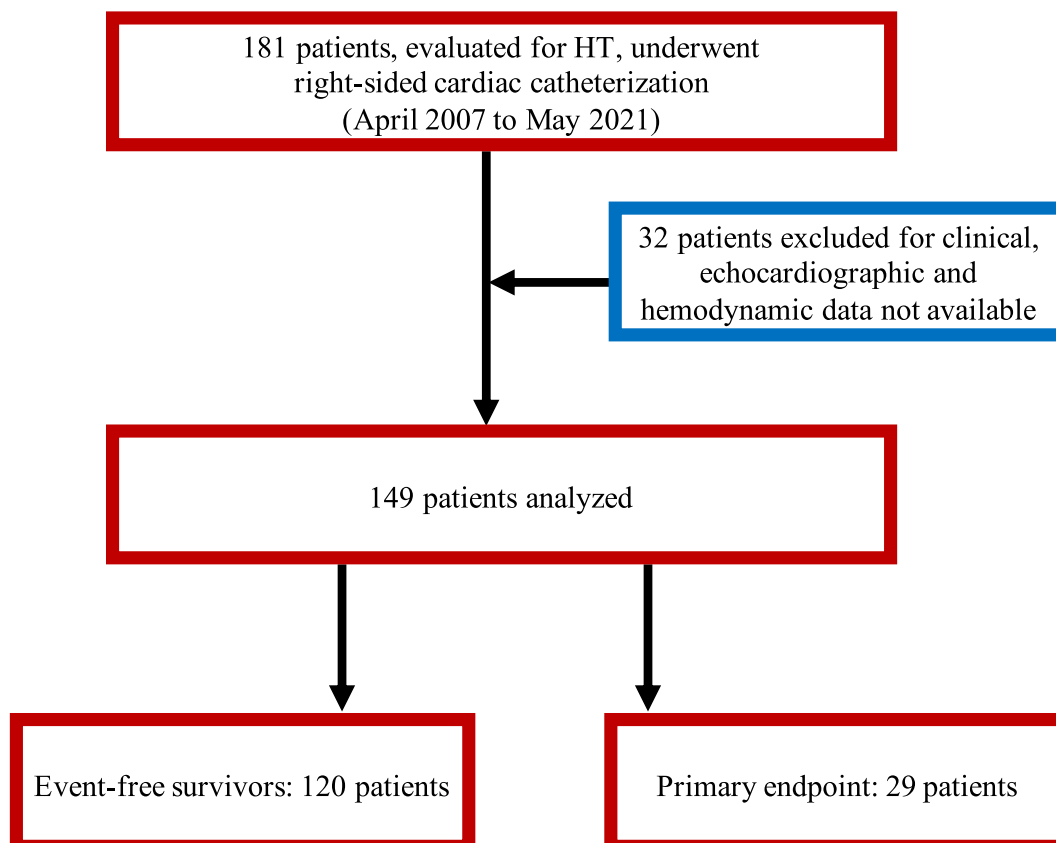 181 patients, evaluated for HT, underwent
right-sided cardiac catheterization
(April 2007 to May 2021)
32 patients excluded for clinical,
echocardiographic and
hemodynamic data not available
149 patients analyzed
Event-free survivors: 120 patients
Primary endpoint: 29 patients